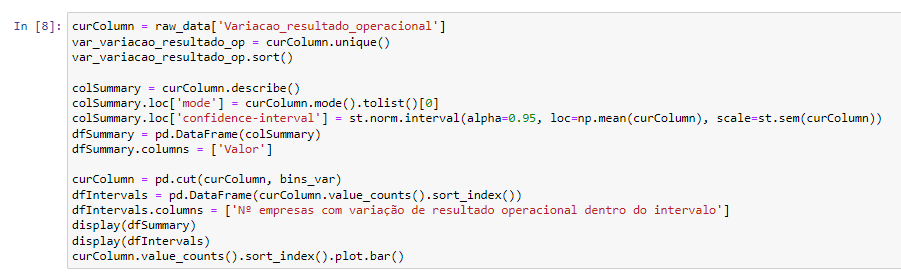 In [8]: curColumn = raw_data['Variacao_resultado_operacional']
var_variacao_resultado_op = curColumn.unique()
var_variacao_resultado_op.sort()

colSummary = curColumn.describe()
colSummary.loc['mode'] = curColumn.mode().tolist()[0]
colSummary.loc['confidence-interval'] = st.norm.interval(alpha=0.95, loc=np.mean(curColumn), scale=st.sem(curColumn))
dfSummary = pd.DataFrame(colSummary)
dfSummary.columns = ['Valor']

curColumn = pd.cut(curColumn, bins_var)
dfIntervals = pd.DataFrame(curColumn.value_counts().sort_index())
dfIntervals.columns = ['Nº empresas com variação de resultado operacional dentro do intervalo']
display(dfSummary)
display(dfIntervals)
curColumn.value_counts().sort_index().plot.bar()